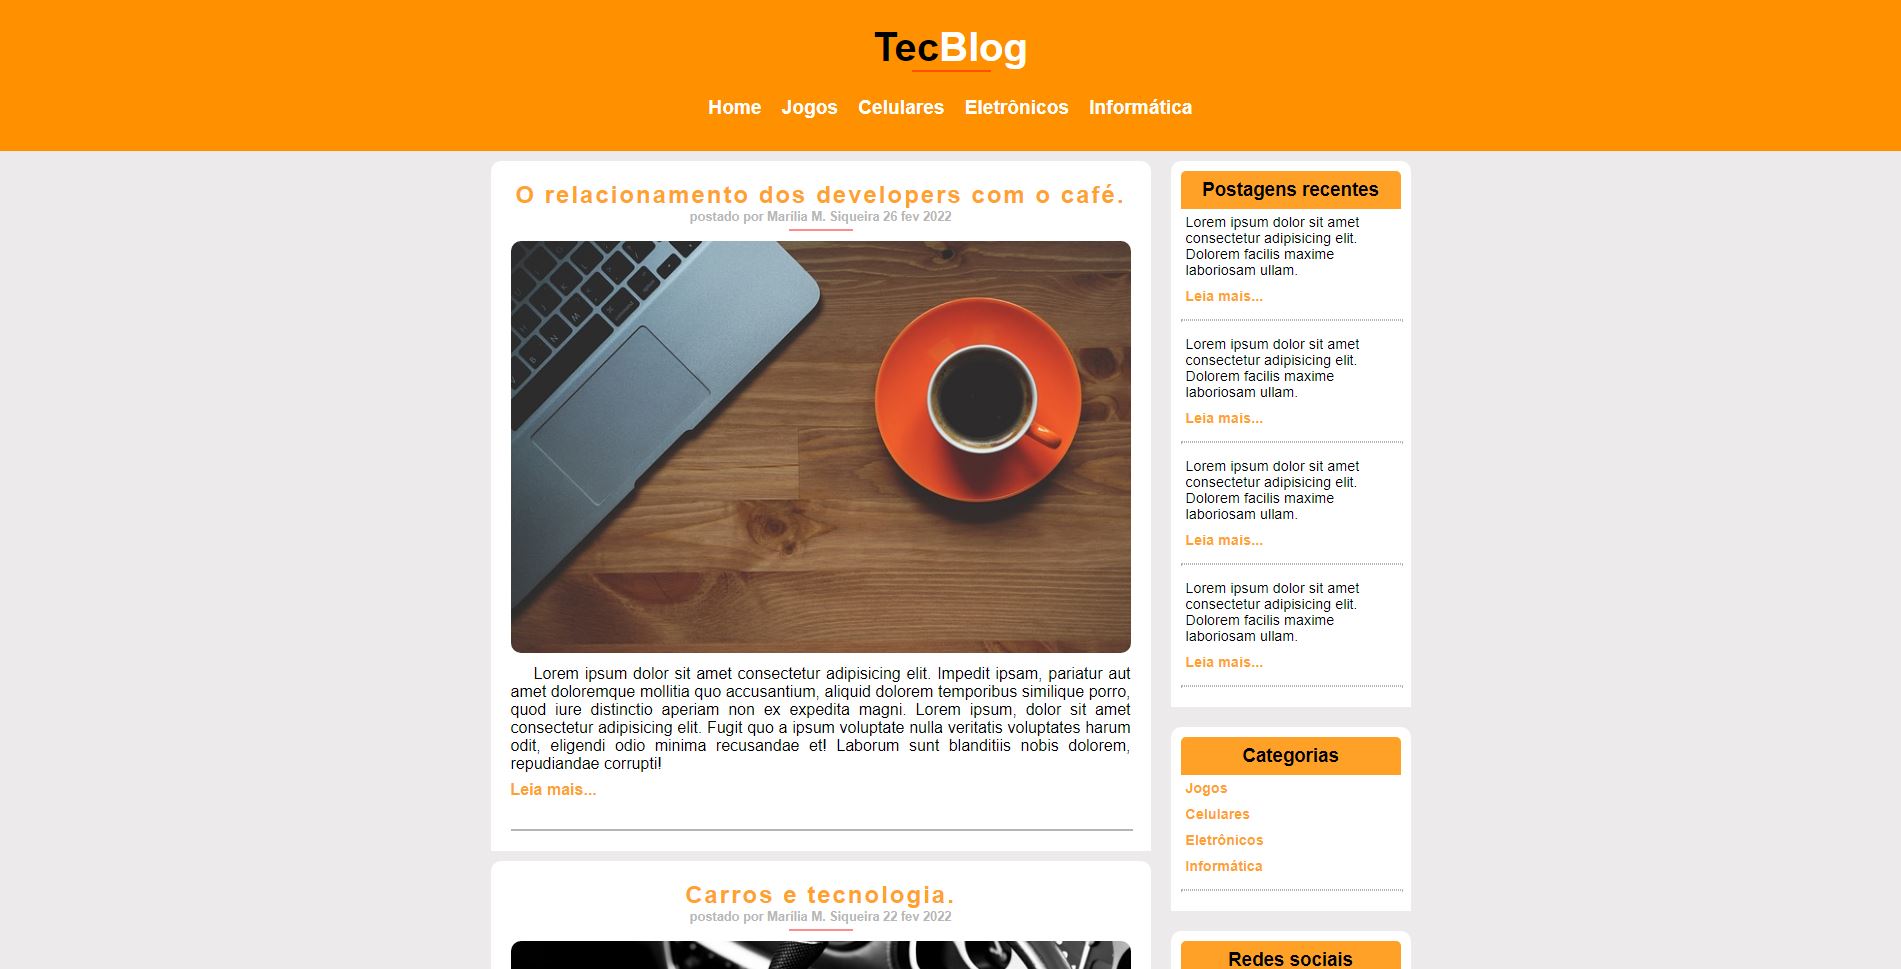 TecBlog
Home Jogos Celulares Eletrônicos Informática
O relacionamento dos developers com o café.
postado por Marília M. Siqueira 26 fev 2022
Lorem ipsum dolor sit amet consectetur adipisicing elit. Impedit ipsam, pariatur aut
amet doloremque mollitia quo accusantium, aliquid dolorem temporibus similique porro,
quod iure distinctio aperiam non ex expedita magni. Lorem ipsum, dolor sit amet
consectetur adipisicing elit. Fugit quo a ipsum voluptate nulla veritatis voluptates harum
odit, eligendi odio minima recusandae et! Laborum sunt blanditiis nobis dolorem,
repudiandae corrupti!
Leia mais...
Carros e tecnologia.
postado por Marília M. Siqueira 22 fev 2022
Postagens recentes
Lorem ipsum dolor sit amet
consectetur adipisicing elit.
Dolorem facilis maxime
laboriosam ullam.
Leia mais...
Lorem ipsum dolor sit amet
consectetur adipisicing elit.
Dolorem facilis maxime
laboriosam ullam.
Leia mais...
Lorem ipsum dolor sit amet
consectetur adipisicing elit.
Dolorem facilis maxime
laboriosam ullam.
Leia mais...
Lorem ipsum dolor sit amet
consectetur adipisicing elit.
Dolorem facilis maxime
laboriosam ullam.
Leia mais...
Categorias
Jogos
Celulares
Eletrônicos
Informática
Redes sociais